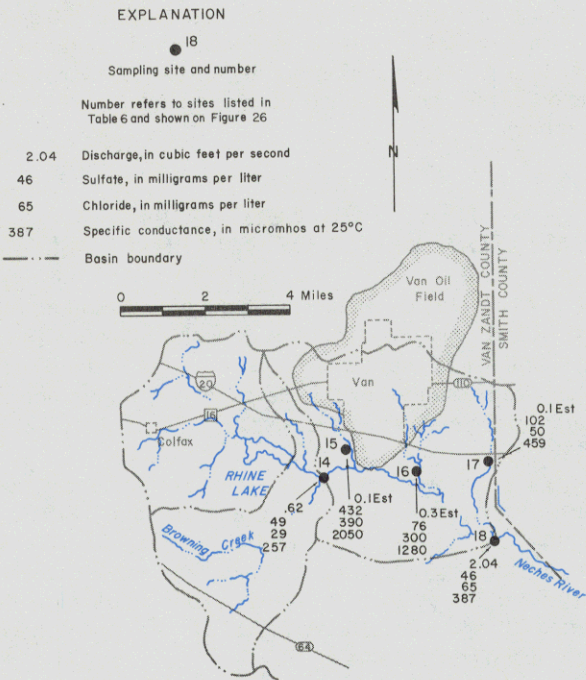 EXPLANATION
18
Sampling site and number
Number refers to sites listed in
Table 6 and shown on Figure 26
2.04 Discharge, in cubic feet per second
46 Sulfate, in milligrams per liter
65 Chloride, in milligrams per liter
387 Specific conductance, in micromhos at 25°C
Basin boundary
N
0 2 4 Miles
VAN ZANDT COUNTY
SMITH COUNTY
Van Oil
Field
20
Van
110
16
Colfax
0.1 Est
102
50
459
15
14
17
16
RHINE
LAKE
0.1 Est
432
390
2050
.62
49
29
257
0.3 Est
76
300
1280
Browning Creek
18
2.04
46
65
387
Neches River
64